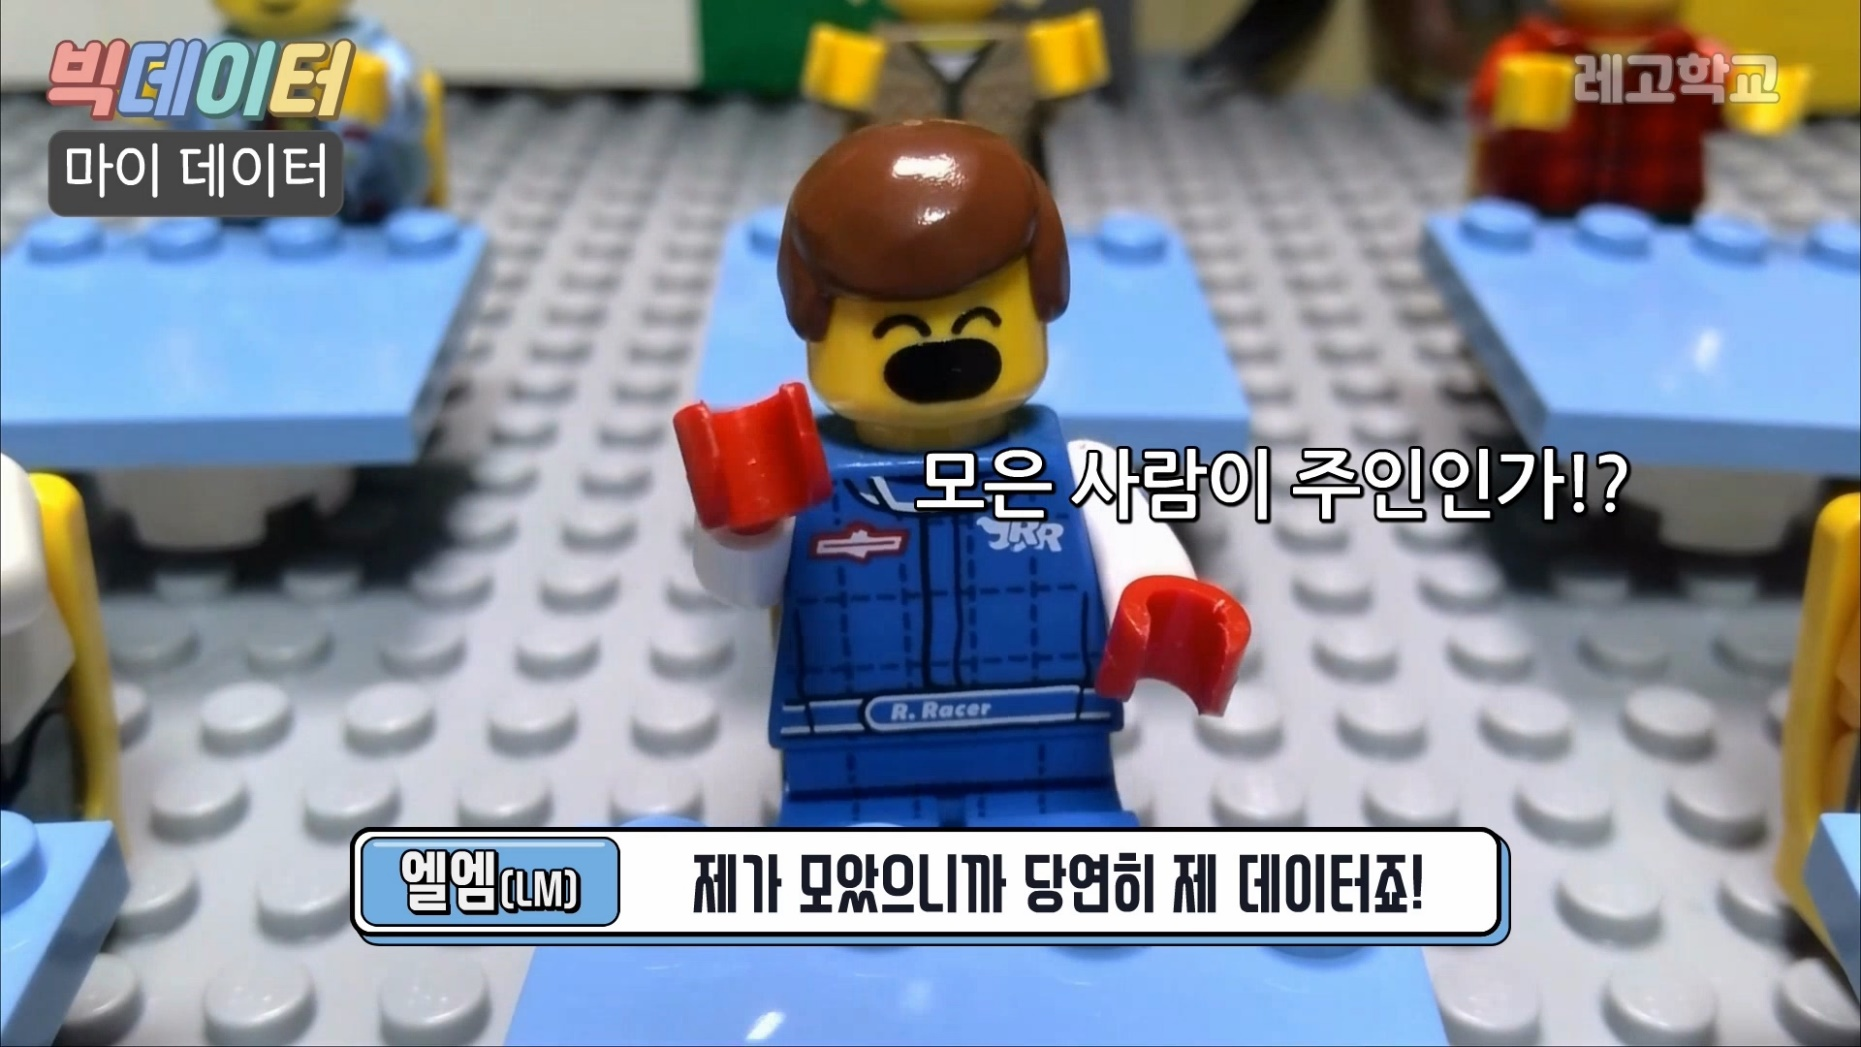 빅데이터
마이 데이터
레고학교
모은 사람이 주인인가!?
JRR
R. Racer
엘엠(LM)
제가 모았으니까 당연히 제 데이터죠!